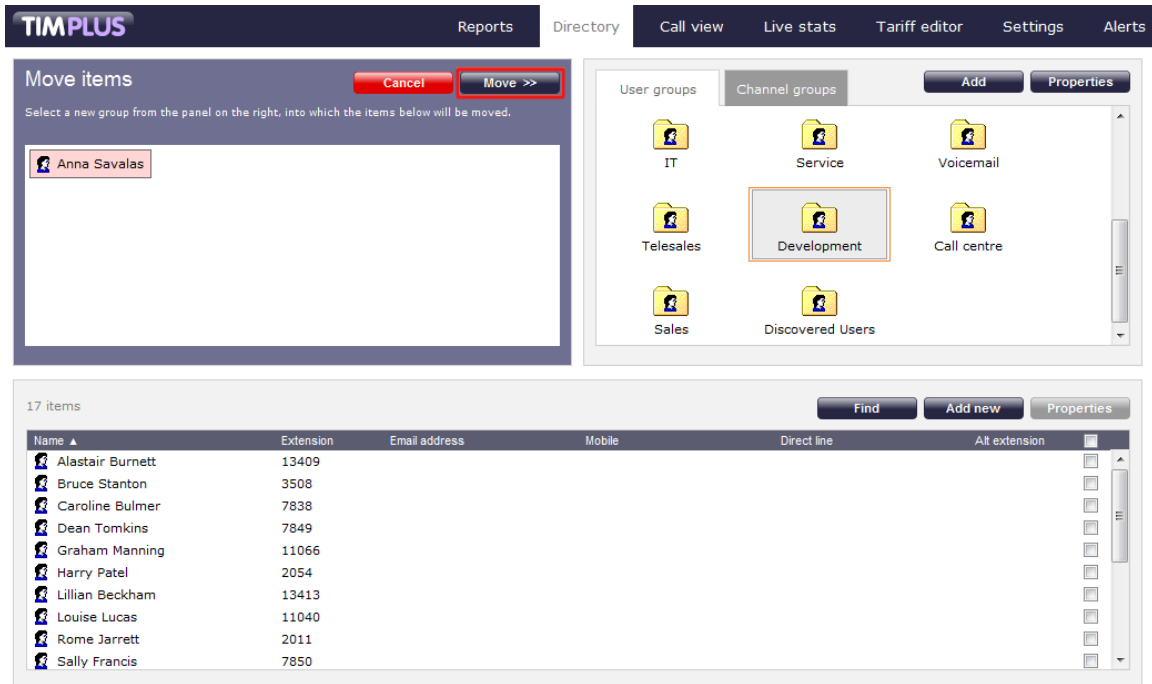 TIMPLUS
Reports Directory Call view Live stats Tariff editor Settings Alerts
Move items
Cancel Move >>
Select a new group from the panel on the right, into which the items below will be moved.
Anna Savalas
User groups Channel groups Add Properties
IT Service Voicemail
Telesales Development Call centre
Sales Discovered Users
17 items
Find Add new Properties
Name ▲ Extension Email address Mobile Direct line Alt extension
Alastair Burnett 13409
Bruce Stanton 3508
Caroline Bulmer 7838
Dean Tomkins 7849
Graham Manning 11066
Harry Patel 2054
Lillian Beckham 13413
Louise Lucas 11040
Rome Jarrett 2011
Sally Francis 7850